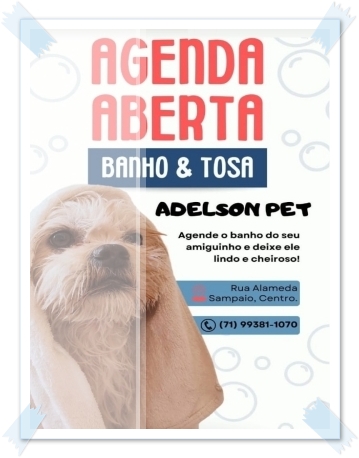 AGENDA
ABERTA
BANHO & TOSA
ADELSON PET
Agende o banho do seu
amiguinho e deixe ele
lindo e cheiroso!
Rua Alameda
Sampaio, Centro.
(71) 99381-1070